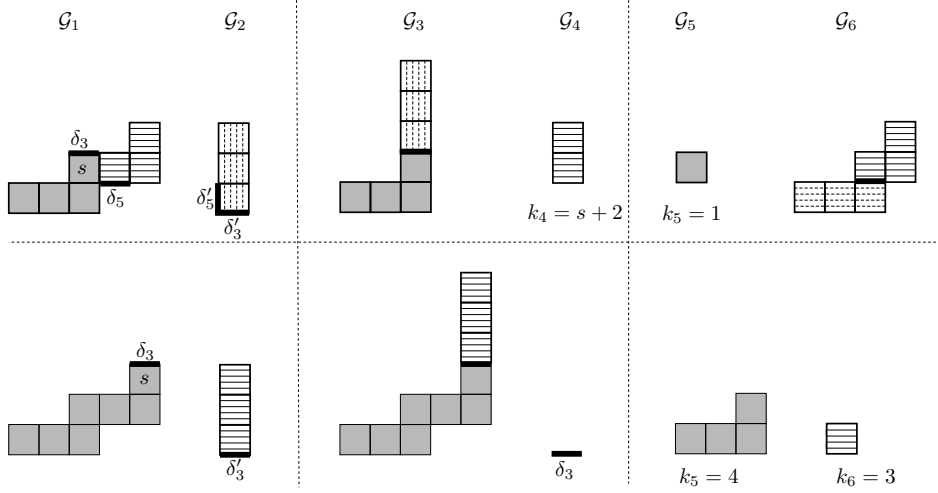 𝒢₁ 𝒢₂ 𝒢₃ 𝒢₄ 𝒢₅ 𝒢₆
δ₃
s
δ₅ δ′₅
δ′₃ k₄ = s + 2 k₅ = 1
δ₃
s
δ′₃ δ₃ k₅ = 4 k₆ = 3